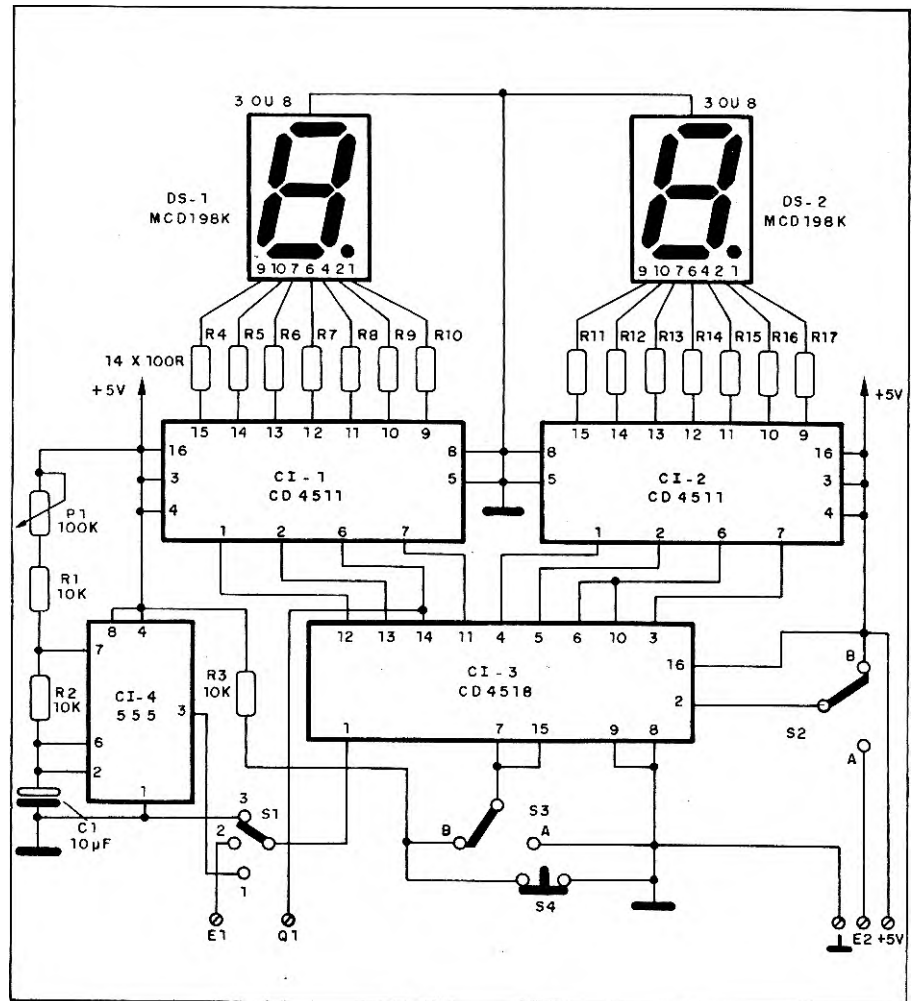 3 OU 8
3 OU 8
DS-1
MCD198K
DS-2
MCD198K
9 10 7 6 4 2 1
9 10 7 6 4 2 1
R4 R5 R6 R7 R8 R9 R10
R11 R12 R13 R14 R15 R16 R17
14 X 100R
+5V
+5V
15 14 13 12 11 10 9
15 14 13 12 11 10 9
16
3
4
CI-1
CD4511
8
5
8
5
CI-2
CD4511
16
3
4
1 2 6 7
1 2 6 7
P1
100K
R1
10K
R2
10K
8 4
7
6
2
CI-4
555
3
1
R3
10K
12 13 14 11 4 5 6 10 3
CI-3
CD4518
16
2
1 7 15 9 8
B
S2
A
C1
10µF
3
S1
2
1
B
S3
A
S4
E1
Q1
E2
+5V